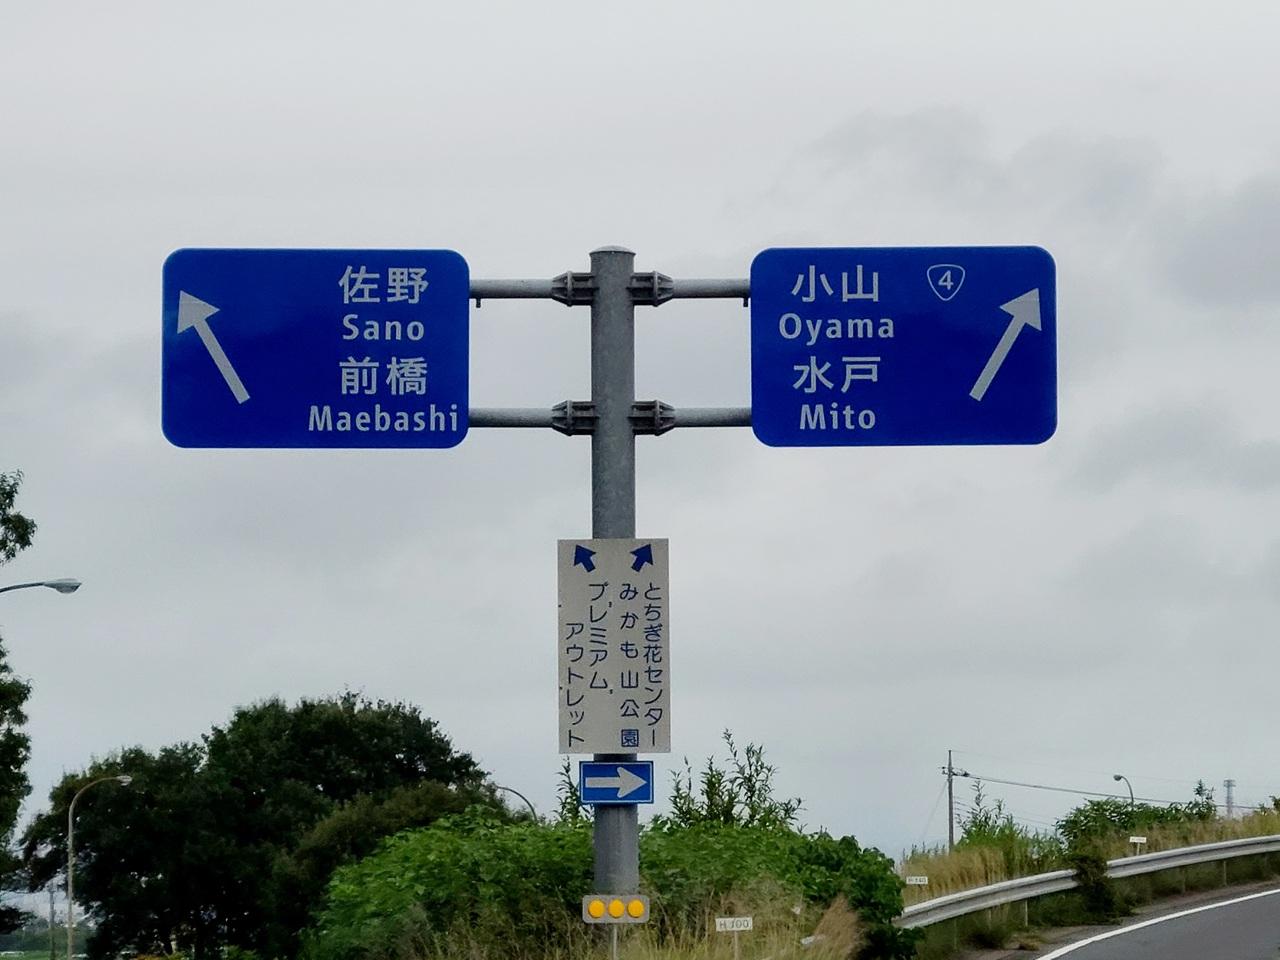 佐野
Sano
前橋
Maebashi
小山
4
Oyama
水戸
Mito
とちぎ花センター
みかも山公園
プレミアム
アウトレット
H100